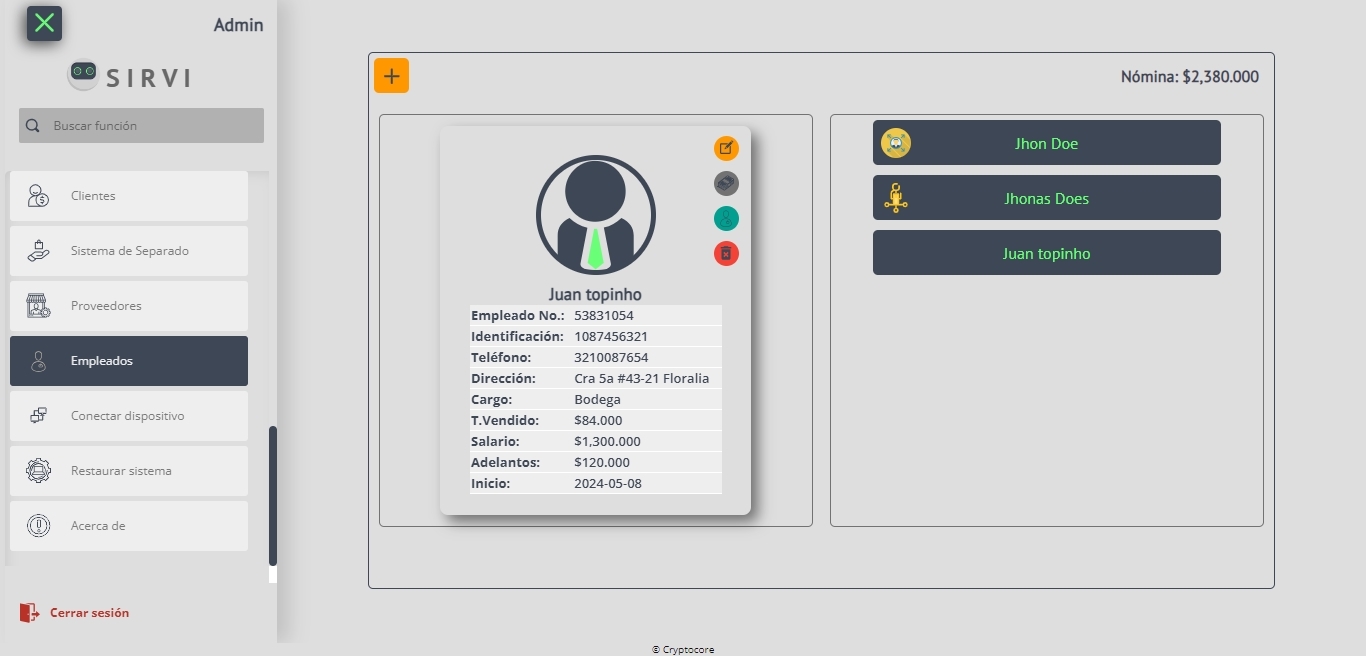 Admin
SIRVI
Buscar función
Clientes
Sistema de Separado
Proveedores
Empleados
Conectar dispositivo
Restaurar sistema
Acerca de
Cerrar sesión
Nómina: $2,380.000
Juan topinho
Empleado No.: 53831054
Identificación: 1087456321
Teléfono: 3210087654
Dirección: Cra 5a #43-21 Floralia
Cargo: Bodega
T.Vendido: $84.000
Salario: $1,300.000
Adelantos: $120.000
Inicio: 2024-05-08
Jhon Doe
Jhonas Does
Juan topinho
© Cryptocore